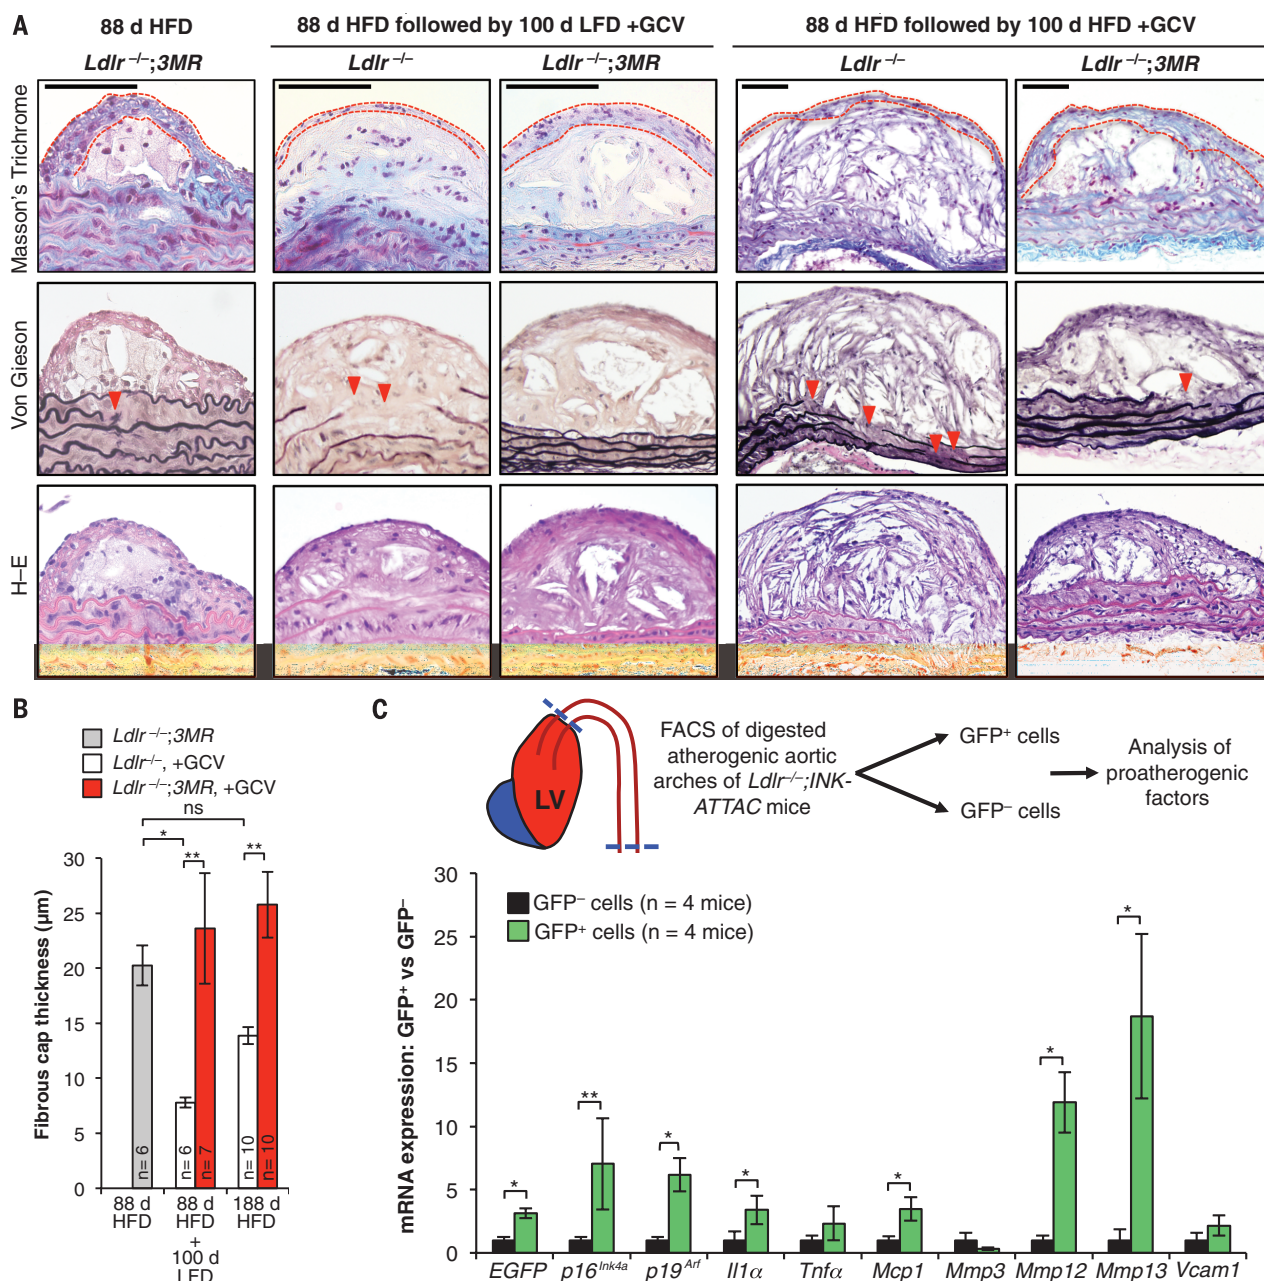 A
88 d HFD
88 d HFD followed by 100 d LFD +GCV
88 d HFD followed by 100 d HFD +GCV
Ldlr –/–;3MR
Ldlr –/–
Ldlr –/–;3MR
Ldlr –/–
Ldlr –/–;3MR
Masson's Trichrome
Von Gieson
H–E
B
Ldlr –/–;3MR
Ldlr–/–, +GCV
Ldlr –/–;3MR, +GCV
ns
*
**
**
Fibrous cap thickness (µm)
30
25
20
15
10
5
0
n= 6
n= 6
n= 7
n= 10
n= 10
88 d HFD
88 d HFD + 100 d LFD
188 d HFD
C
LV
FACS of digested
atherogenic aortic
arches of Ldlr–/–;INK-
ATTAC mice
GFP+ cells
GFP– cells
Analysis of
proatherogenic
factors
mRNA expression: GFP+ vs GFP–
30
25
20
15
10
5
0
GFP– cells (n = 4 mice)
GFP+ cells (n = 4 mice)
*
**
*
*
*
*
*
EGFP
p16Ink4a
p19Arf
Il1α
Tnfα
Mcp1
Mmp3
Mmp12
Mmp13
Vcam1